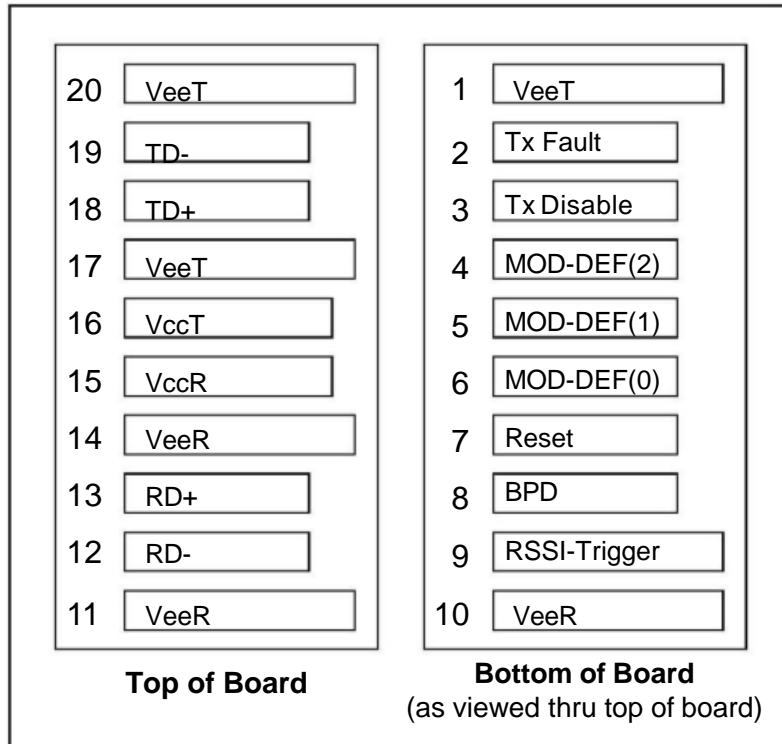 20 VeeT
19 TD-
18 TD+
17 VeeT
16 VccT
15 VccR
14 VeeR
13 RD+
12 RD-
11 VeeR
Top of Board
1 VeeT
2 Tx Fault
3 Tx Disable
4 MOD-DEF(2)
5 MOD-DEF(1)
6 MOD-DEF(0)
7 Reset
8 BPD
9 RSSI-Trigger
10 VeeR
Bottom of Board
(as viewed thru top of board)